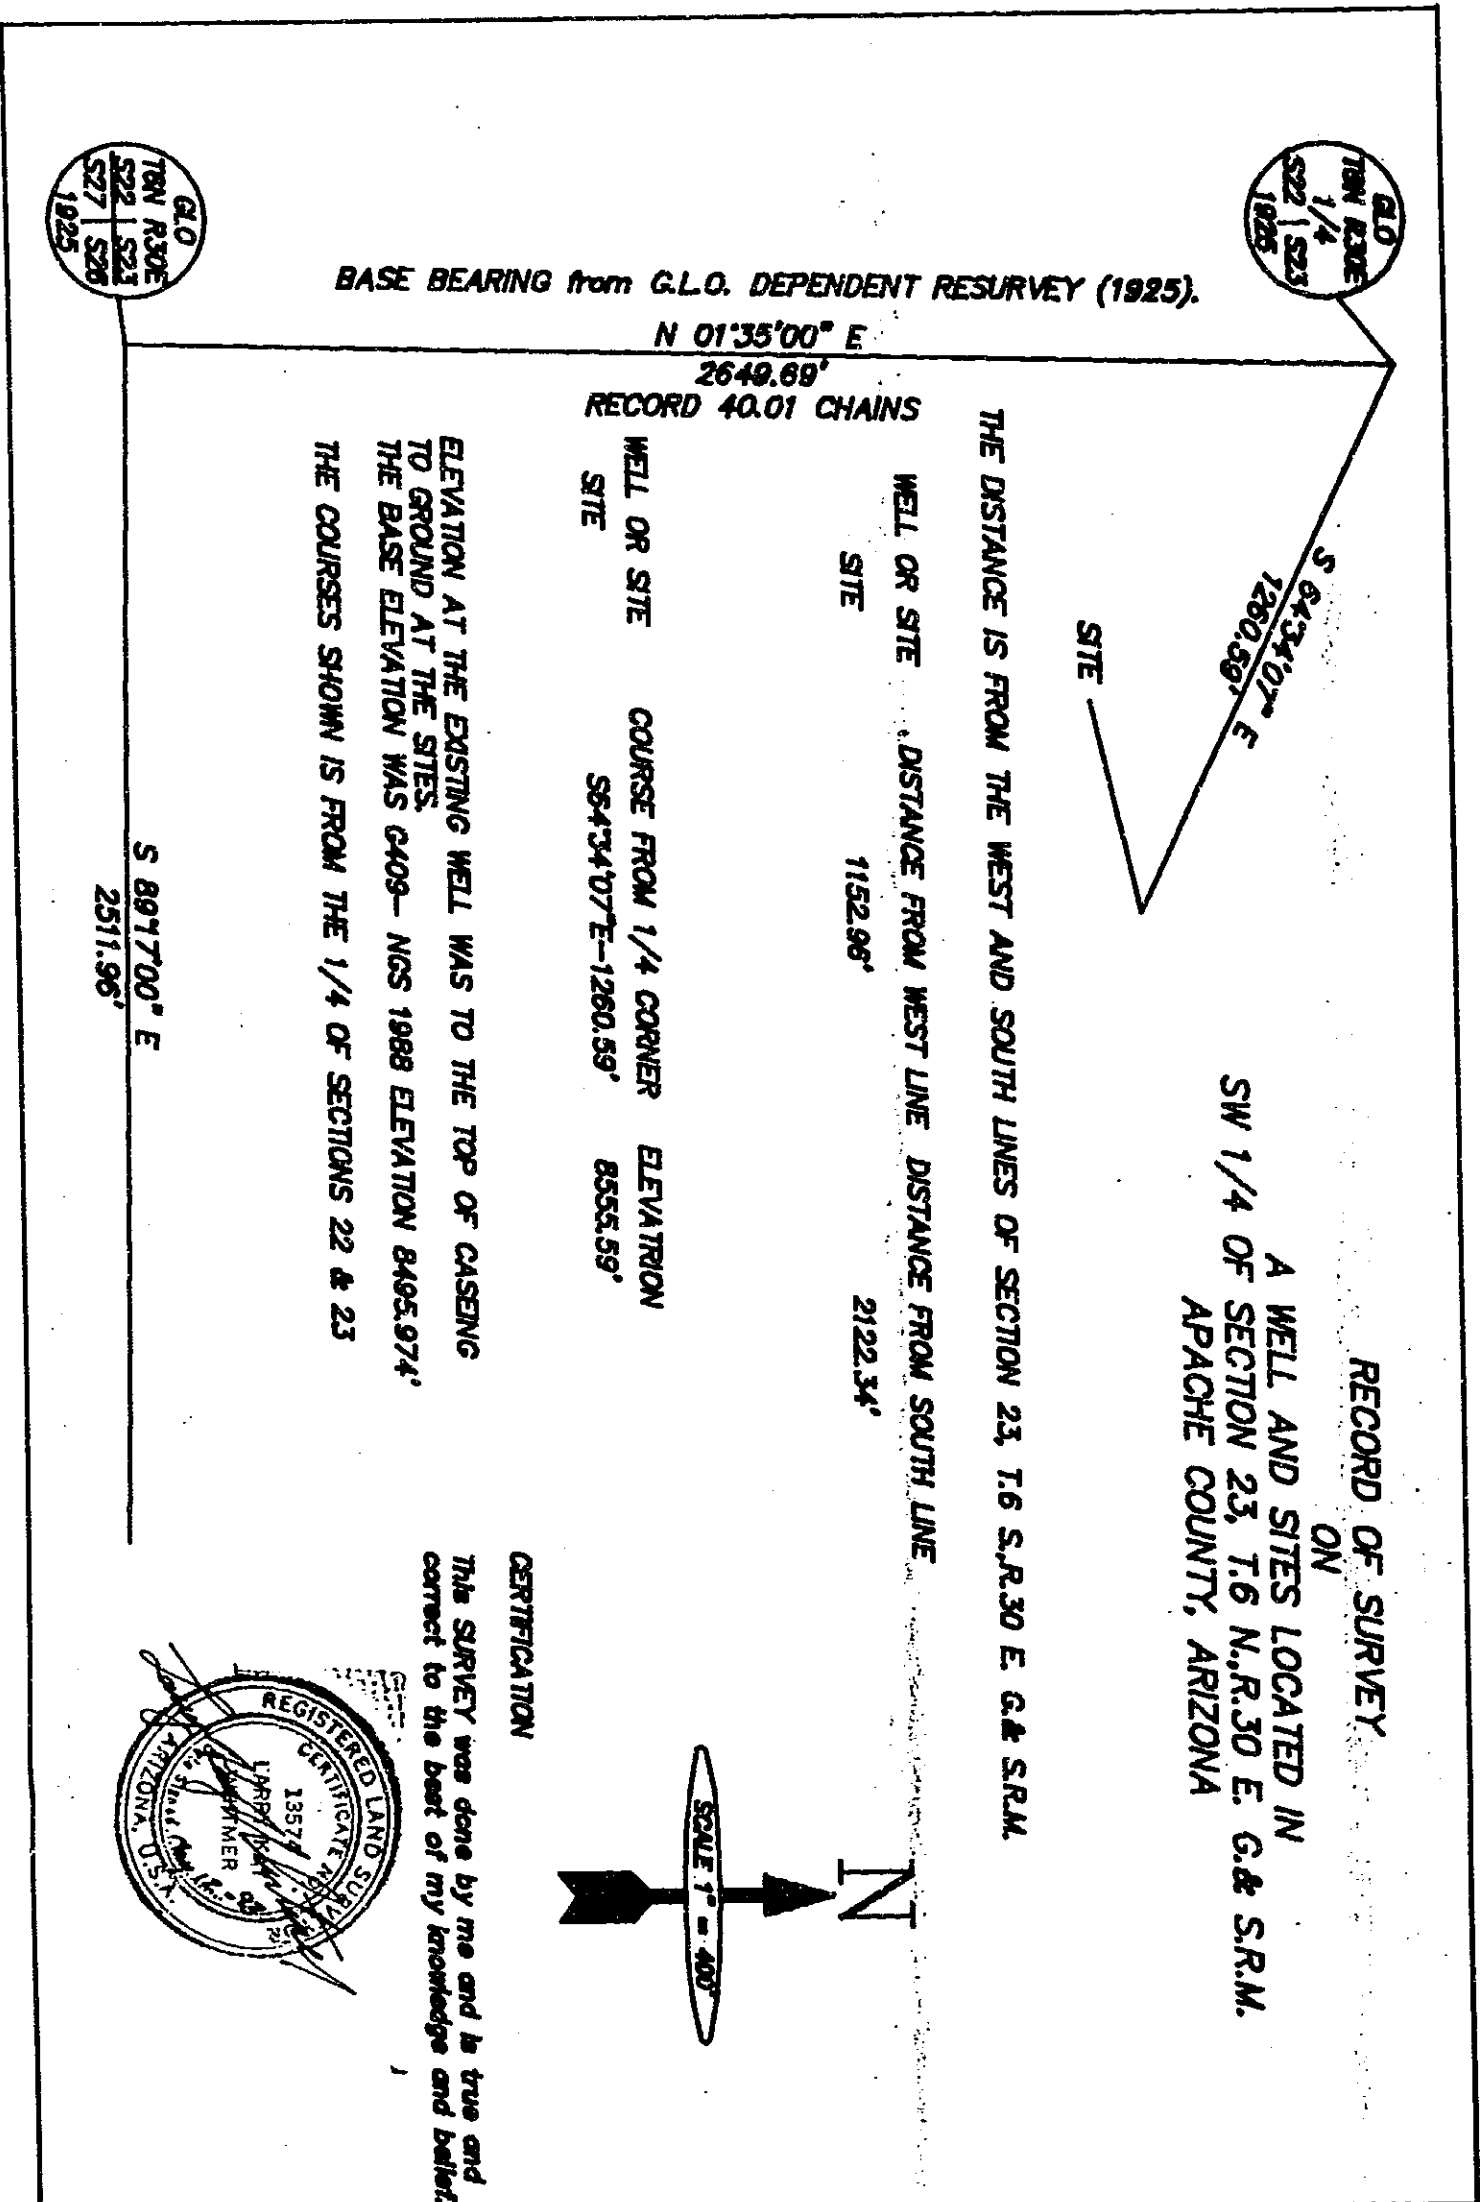 RECORD OF SURVEY
ON
A WELL AND SITES LOCATED IN
SW 1/4 OF SECTION 23, T.6 N.,R.30 E. G.& S.R.M.
APACHE COUNTY, ARIZONA
GLO
T6N R30E
1/4
S22 | S23
1925
S 64°34'07" E
1260.59'
SITE
THE DISTANCE IS FROM THE WEST AND SOUTH LINES OF SECTION 23, T.6 S.,R.30 E. G.& S.R.M.
WELL OR SITE DISTANCE FROM WEST LINE DISTANCE FROM SOUTH LINE
SITE 1152.96' 2122.34'
BASE BEARING from G.L.O. DEPENDENT RESURVEY (1925).
N 01°35'00" E
2649.69'
RECORD 40.01 CHAINS
WELL OR SITE COURSE FROM 1/4 CORNER ELEVATRION
SITE S64°34'07"E-1260.59' 8555.59'
ELEVATION AT THE EXISTING WELL WAS TO THE TOP OF CASEING
TO GROUND AT THE SITES.
THE BASE ELEVATION WAS G409- NGS 1988 ELEVATION 8495.974'
THE COURSES SHOWN IS FROM THE 1/4 OF SECTIONS 22 & 23
N
SCALE 1" = 400'
CERTIFICATION
This SURVEY was done by me and is true and
correct to the best of my knowledge and belief.
GLO
T6N R30E
S22 | S23
S27 | S26
1925
S 89°17'00" E
2511.96'
REGISTERED LAND SURVEYOR
CERTIFICATE NO.
13574
LARRY
ARIZONA, U.S.A.